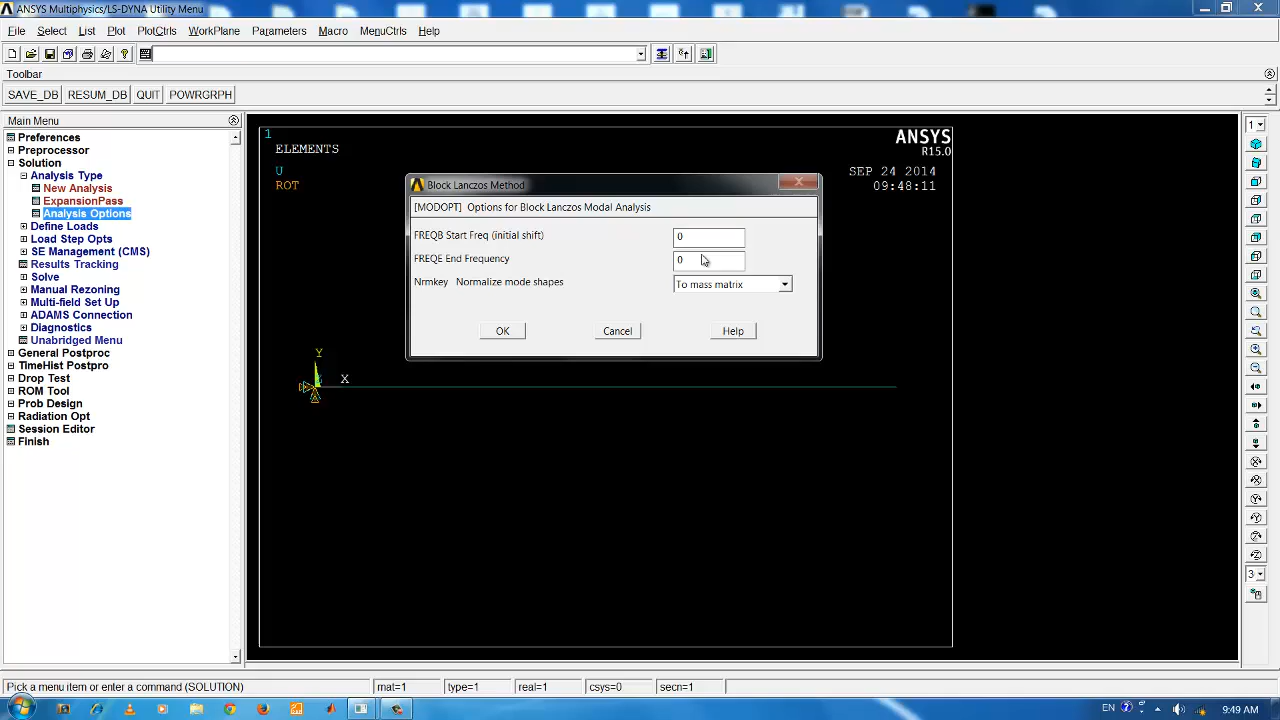 ANSYS Multiphysics/LS-DYNA Utility Menu
File Select List Plot PlotCtrls WorkPlane Parameters Macro MenuCtrls Help
Toolbar
SAVE_DB RESUM_DB QUIT POWRGRPH
Main Menu
Preferences
Preprocessor
Solution
Analysis Type
New Analysis
ExpansionPass
Analysis Options
Define Loads
Load Step Opts
SE Management (CMS)
Results Tracking
Solve
Manual Rezoning
Multi-field Set Up
ADAMS Connection
Diagnostics
Unabridged Menu
General Postproc
TimeHist Postpro
Drop Test
ROM Tool
Prob Design
Radiation Opt
Session Editor
Finish
1
ELEMENTS
U
ROT
ANSYS
R15.0
SEP 24 2014
09:48:11
Block Lanczos Method
[MODOPT] Options for Block Lanczos Modal Analysis
FREQB Start Freq (initial shift) 0
FREQE End Frequency 0
Nrmkey Normalize mode shapes To mass matrix
OK Cancel Help
Y
X
1
3
Pick a menu item or enter a command (SOLUTION) mat=1 type=1 real=1 csys=0 secn=1
EN 9:49 AM